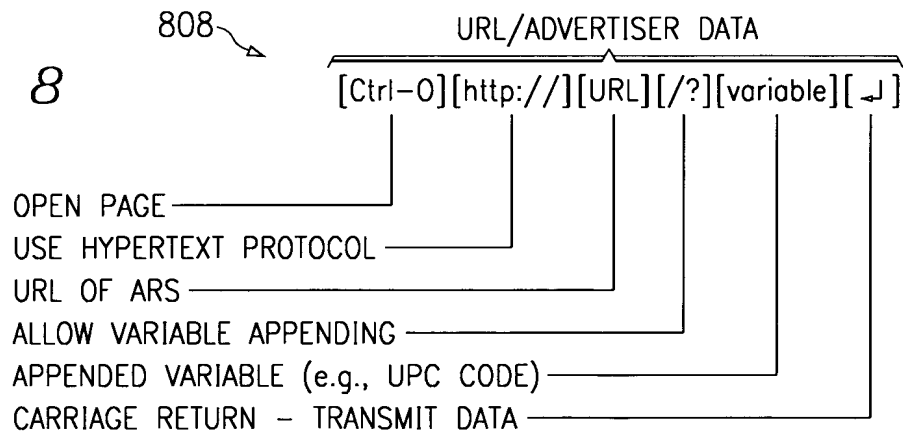 808
URL/ADVERTISER DATA
8
[Ctrl-O][http://][URL][/?][variable][↵]
OPEN PAGE
USE HYPERTEXT PROTOCOL
URL OF ARS
ALLOW VARIABLE APPENDING
APPENDED VARIABLE (e.g., UPC CODE)
CARRIAGE RETURN - TRANSMIT DATA